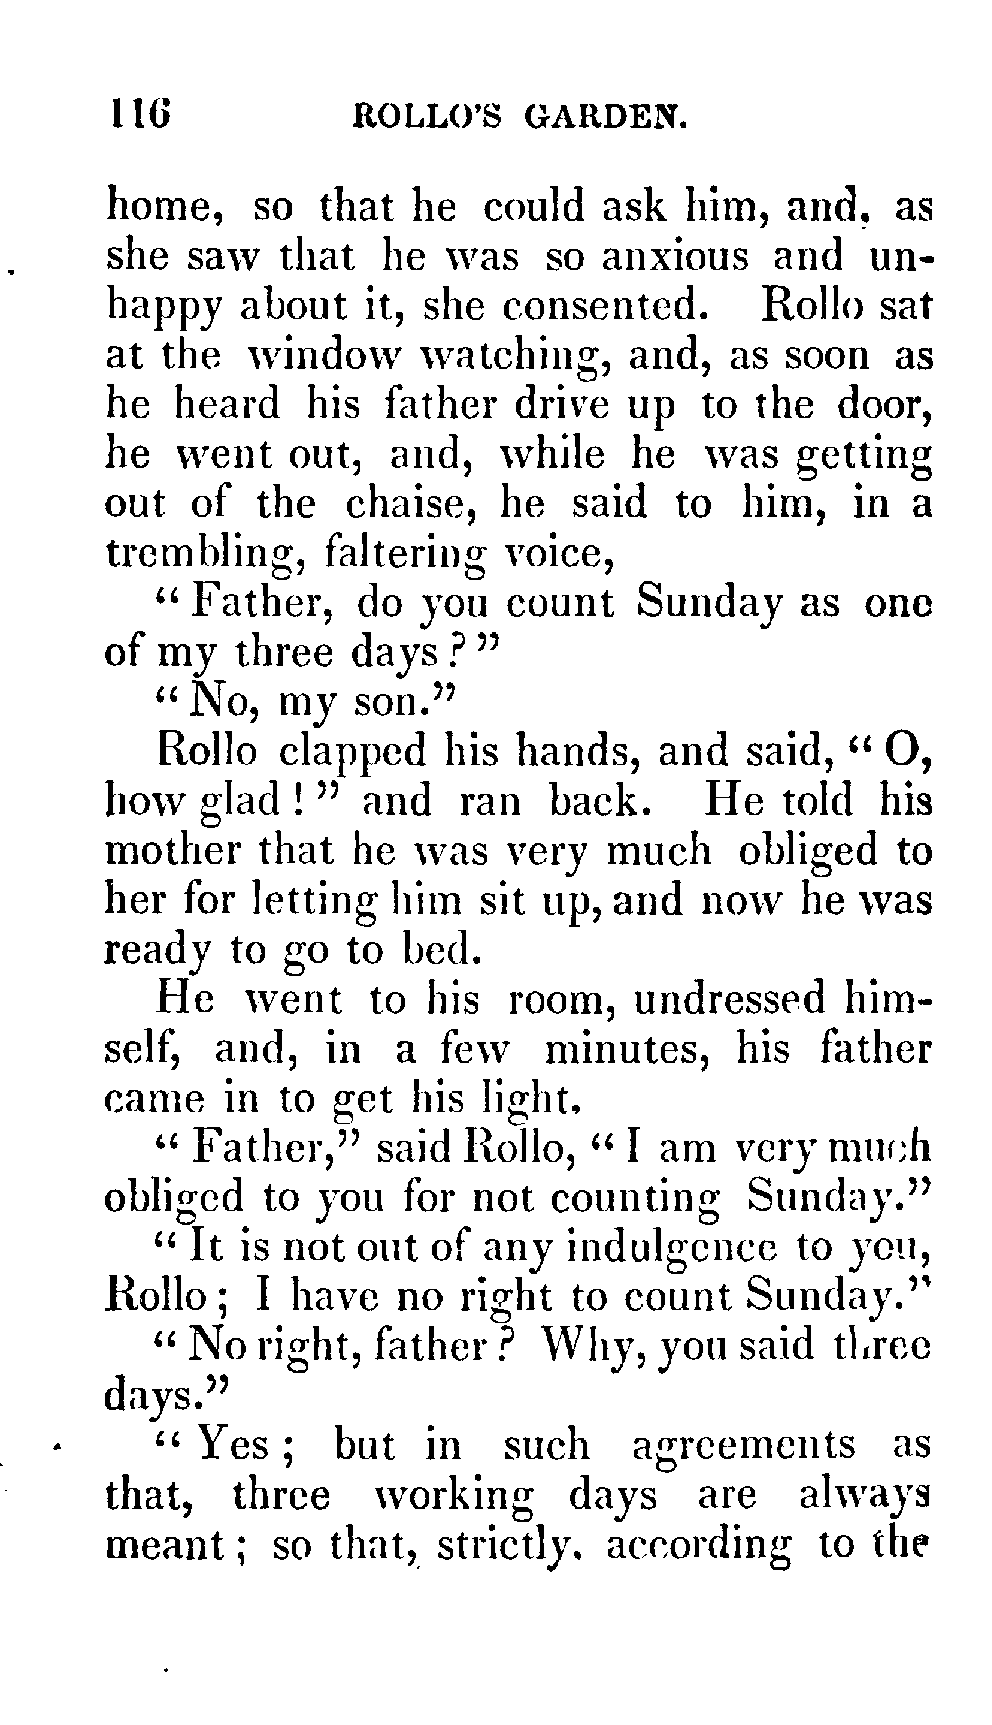 116 ROLLO'S GARDEN.
home, so that he could ask him, and, as
she saw that he was so anxious and un-
happy about it, she consented. Rollo sat
at the window watching, and, as soon as
he heard his father drive up to the door,
he went out, and, while he was getting
out of the chaise, he said to him, in a
trembling, faltering voice,
“ Father, do you count Sunday as one
of my three days ? ”
“ No, my son.”
Rollo clapped his hands, and said, “ O,
how glad ! ” and ran back. He told his
mother that he was very much obliged to
her for letting him sit up, and now he was
ready to go to bed.
He went to his room, undressed him-
self, and, in a few minutes, his father
came in to get his light.
“ Father,” said Rollo, “ I am very much
obliged to you for not counting Sunday.”
“ It is not out of any indulgence to you,
Rollo ; I have no right to count Sunday.”
“ No right, father ? Why, you said three
days.”
“ Yes ; but in such agreements as
that, three working days are always
meant ; so that, strictly, according to the